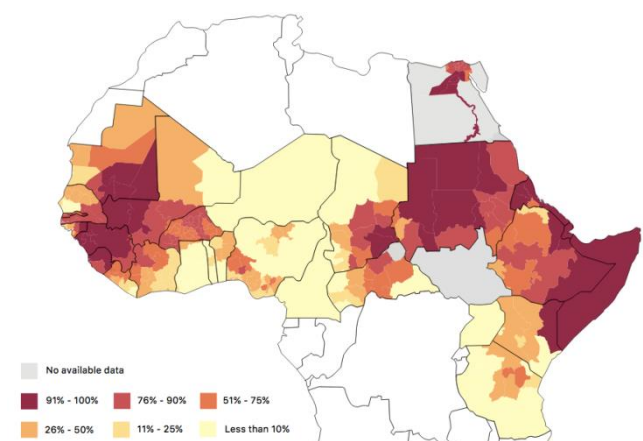 No available data
91% - 100% 76% - 90% 51% - 75%
26% - 50% 11% - 25% Less than 10%